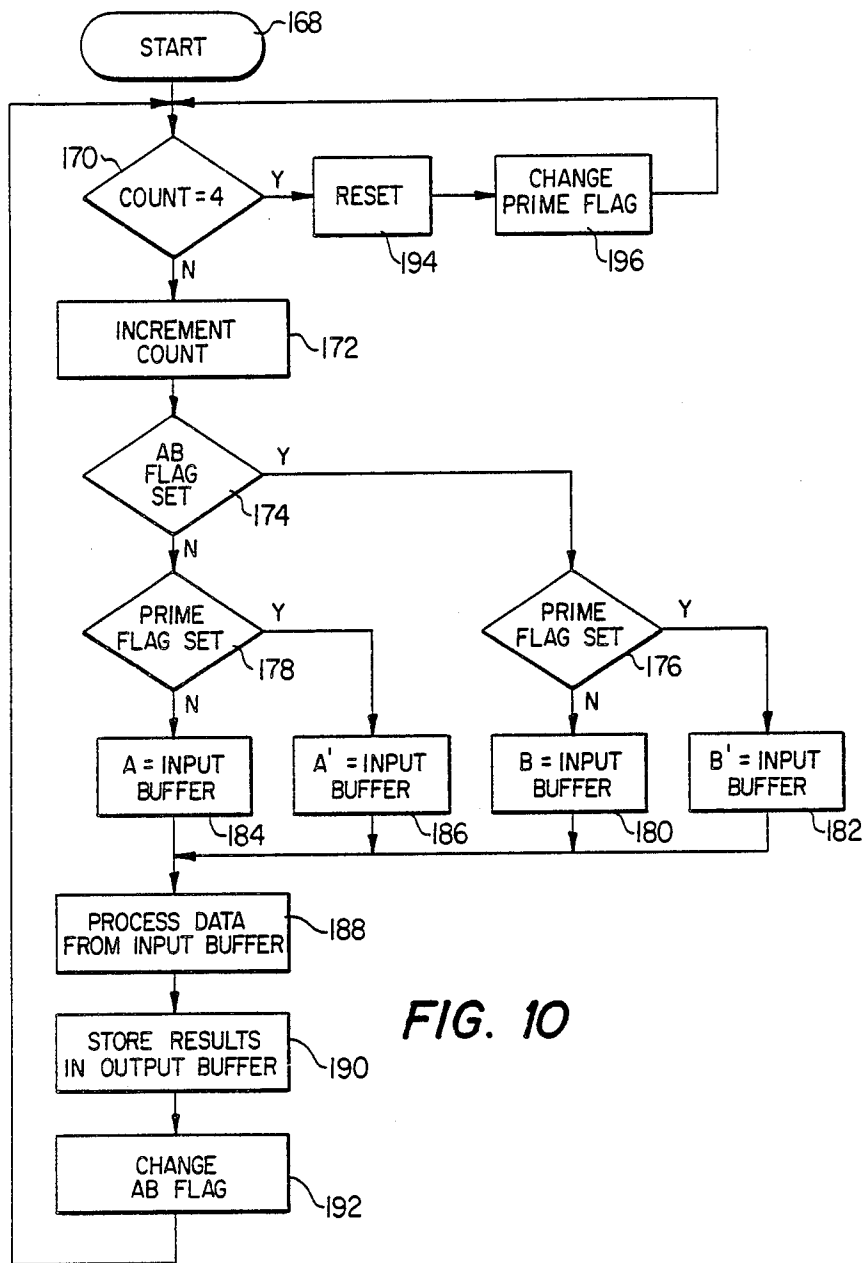 START
168
170
COUNT = 4
Y
RESET
194
CHANGE
PRIME FLAG
196
N
INCREMENT
COUNT
172
AB
FLAG
SET
Y
174
N
PRIME
FLAG SET
Y
178
N
PRIME
FLAG SET
Y
176
N
A = INPUT
BUFFER
184
A' = INPUT
BUFFER
186
B = INPUT
BUFFER
180
B' = INPUT
BUFFER
182
PROCESS DATA
FROM INPUT BUFFER
188
STORE RESULTS
IN OUTPUT BUFFER
190
CHANGE
AB FLAG
192
FIG. 10